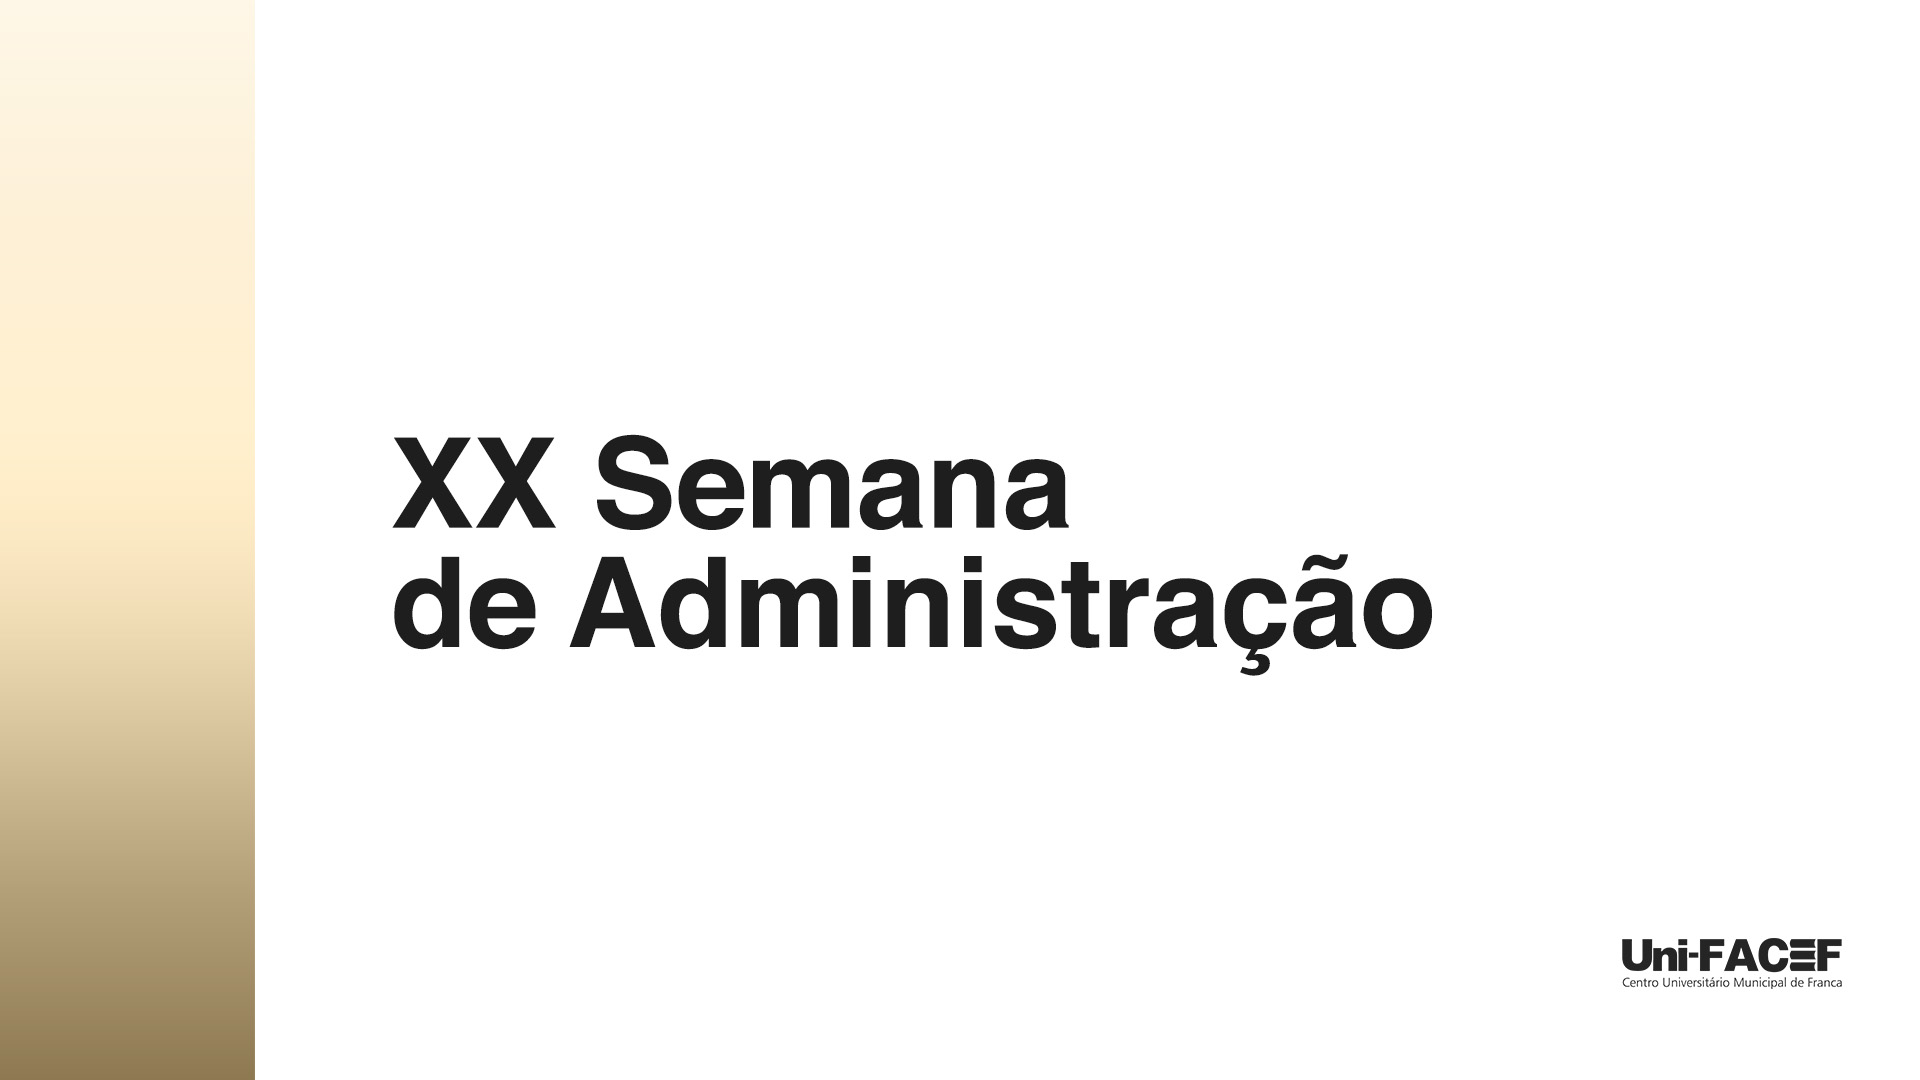 XX Semana
de Administração
Uni-FACEF
Centro Universitário Municipal de Franca